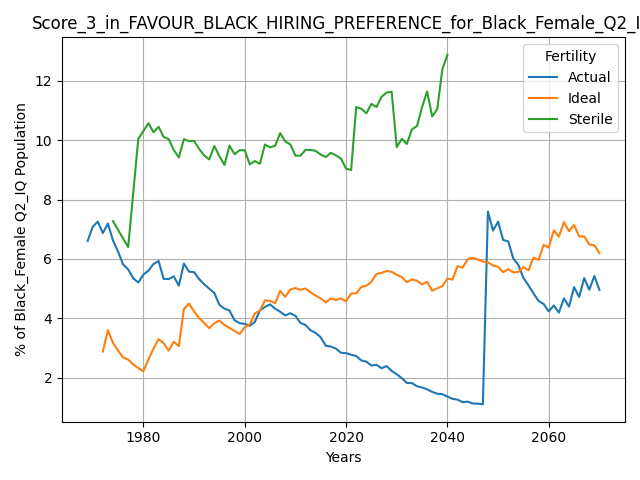 Score_3_in_FAVOUR_BLACK_HIRING_PREFERENCE_for_Black_Female_Q2_I
Fertility
Actual
Ideal
Sterile
% of Black_Female Q2_IQ Population
12
10
8
6
4
2
1980 2000 2020 2040 2060
Years